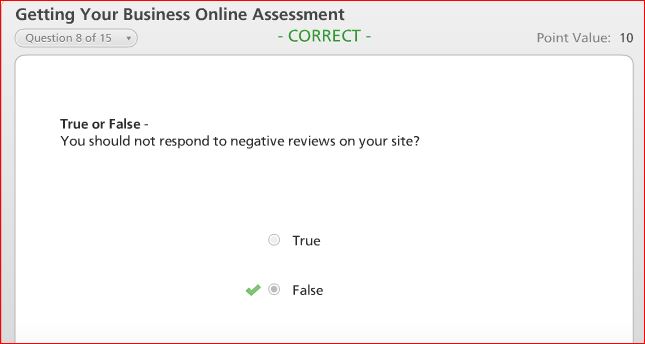 Getting Your Business Online Assessment
Question 8 of 15
- CORRECT -
Point Value: 10
True or False -
You should not respond to negative reviews on your site?
True
False